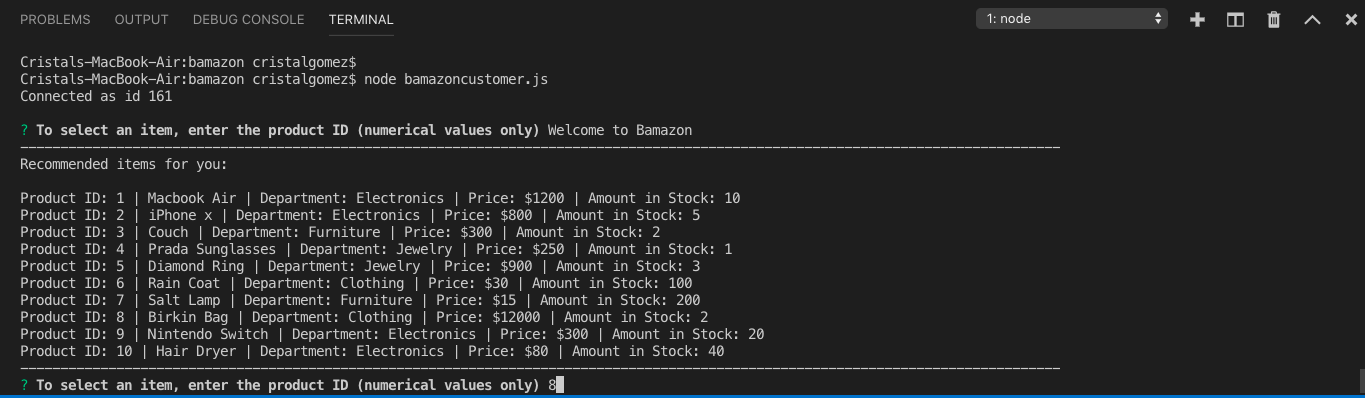 PROBLEMS OUTPUT DEBUG CONSOLE TERMINAL 1: node
Cristals-MacBook-Air:bamazon cristalgomez$
Cristals-MacBook-Air:bamazon cristalgomez$ node bamazoncustomer.js
Connected as id 161
? To select an item, enter the product ID (numerical values only) Welcome to Bamazon
Recommended items for you:
Product ID: 1 | Macbook Air | Department: Electronics | Price: $1200 | Amount in Stock: 10
Product ID: 2 | iPhone x | Department: Electronics | Price: $800 | Amount in Stock: 5
Product ID: 3 | Couch | Department: Furniture | Price: $300 | Amount in Stock: 2
Product ID: 4 | Prada Sunglasses | Department: Jewelry | Price: $250 | Amount in Stock: 1
Product ID: 5 | Diamond Ring | Department: Jewelry | Price: $900 | Amount in Stock: 3
Product ID: 6 | Rain Coat | Department: Clothing | Price: $30 | Amount in Stock: 100
Product ID: 7 | Salt Lamp | Department: Furniture | Price: $15 | Amount in Stock: 200
Product ID: 8 | Birkin Bag | Department: Clothing | Price: $12000 | Amount in Stock: 2
Product ID: 9 | Nintendo Switch | Department: Electronics | Price: $300 | Amount in Stock: 20
Product ID: 10 | Hair Dryer | Department: Electronics | Price: $80 | Amount in Stock: 40
? To select an item, enter the product ID (numerical values only) 8